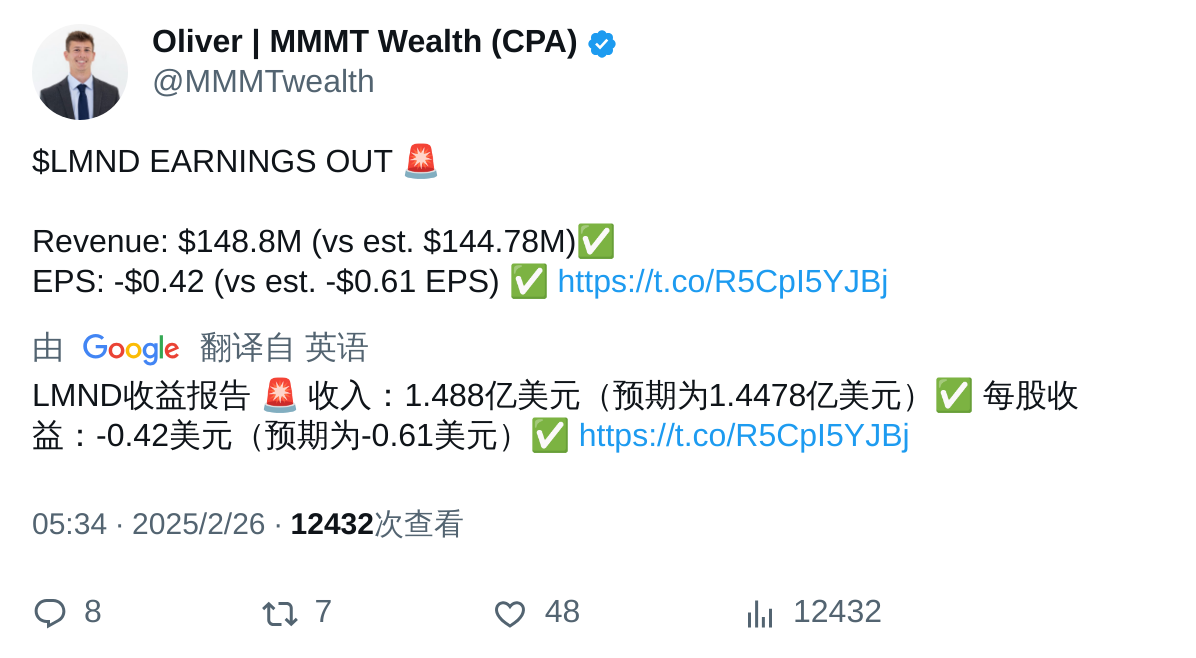 Oliver | MMMT Wealth (CPA)
@MMMTwealth
$LMND EARNINGS OUT 🚨
Revenue: $148.8M (vs est. $144.78M)✅
EPS: -$0.42 (vs est. -$0.61 EPS) ✅ https://t.co/R5CpI5YJBj
由 Google 翻译自 英语
LMND收益报告 🚨 收入：1.488亿美元（预期为1.4478亿美元）✅ 每股收
益：-0.42美元（预期为-0.61美元）✅ https://t.co/R5CpI5YJBj
05:34 · 2025/2/26 · 12432次查看
8 7 48 12432